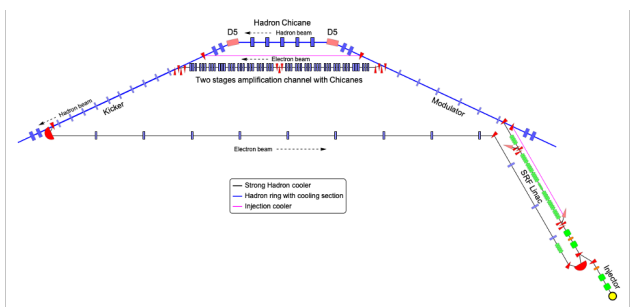 Hadron Chicane
D5
D5
Hadron beam
Electron beam
Two stages amplification channel with Chicanes
Hadron beam
Kicker
Modulator
Electron beam
Strong Hadron cooler
Hadron ring with cooling section
Injection cooler
SRF Linac
Injector